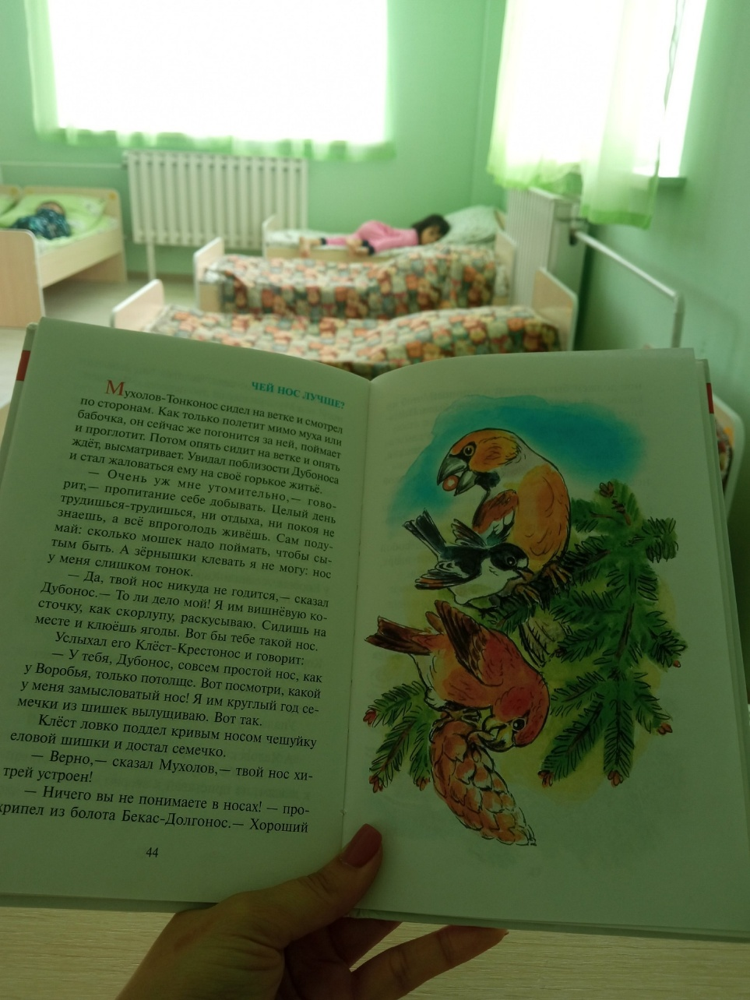 ЧЕЙ НОС ЛУЧШЕ?
Мухолов-Тонконос сидел на ветке и смотрел
по сторонам. Как только полетит мимо муха или
бабочка, он сейчас же погонится за ней, поймает
и проглотит. Потом опять сидит на ветке и опять
ждёт, высматривает. Увидал поблизости Дубоноса
и стал жаловаться ему на своё горькое житьё.
— Очень уж мне утомительно,— гово-
рит,— пропитание себе добывать. Целый день
трудишься-трудишься, ни отдыха, ни покоя не
знаешь, а всё впроголодь живёшь. Сам поду-
май: сколько мошек надо поймать, чтобы сы-
тым быть. А зёрнышки клевать я не могу: нос
у меня слишком тонок.
— Да, твой нос никуда не годится,— сказал
Дубонос.— То ли дело мой! Я им вишнёвую ко-
сточку, как скорлупу, раскусываю. Сидишь на
месте и клюёшь ягоды. Вот бы тебе такой нос.
Услыхал его Клёст-Крестонос и говорит:
— У тебя, Дубонос, совсем простой нос, как
у Воробья, только потолще. Вот посмотри, какой
у меня замысловатый нос! Я им круглый год се-
мечки из шишек вылущиваю. Вот так.
Клёст ловко поддел кривым носом чешуйку
еловой шишки и достал семечко.
— Верно,— сказал Мухолов,— твой нос хи-
трей устроен!
— Ничего вы не понимаете в носах! — про-
хрипел из болота Бекас-Долгонос.— Хороший
44